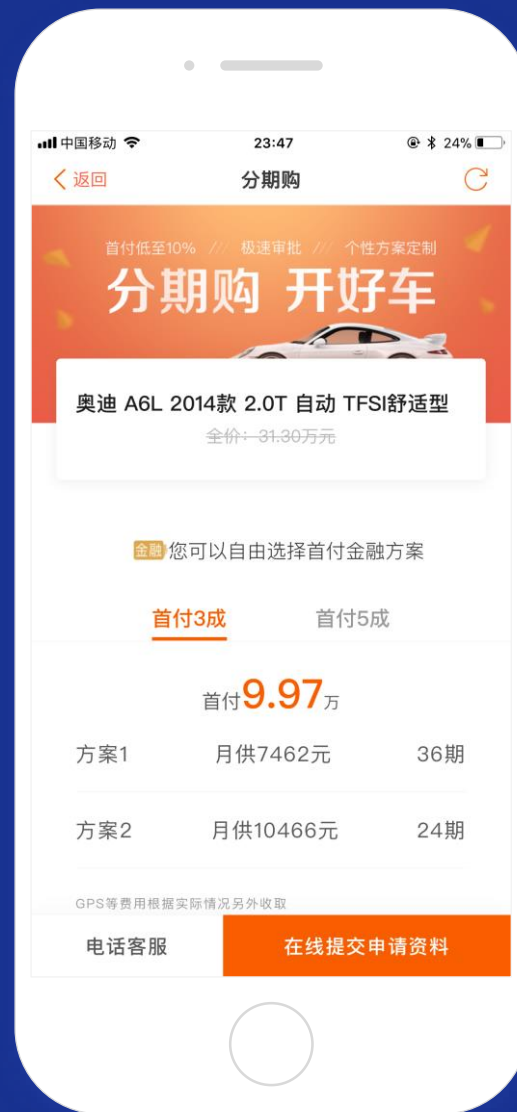 中国移动 23:47 24%
返回 分期购
首付低至10% /// 极速审批 /// 个性方案定制
分期购 开好车
奥迪 A6L 2014款 2.0T 自动 TFSI舒适型
全价：31.30万元
金融 您可以自由选择首付金融方案
首付3成 首付5成
首付9.97万
方案1 月供7462元 36期
方案2 月供10466元 24期
GPS等费用根据实际情况另外收取
电话客服 在线提交申请资料